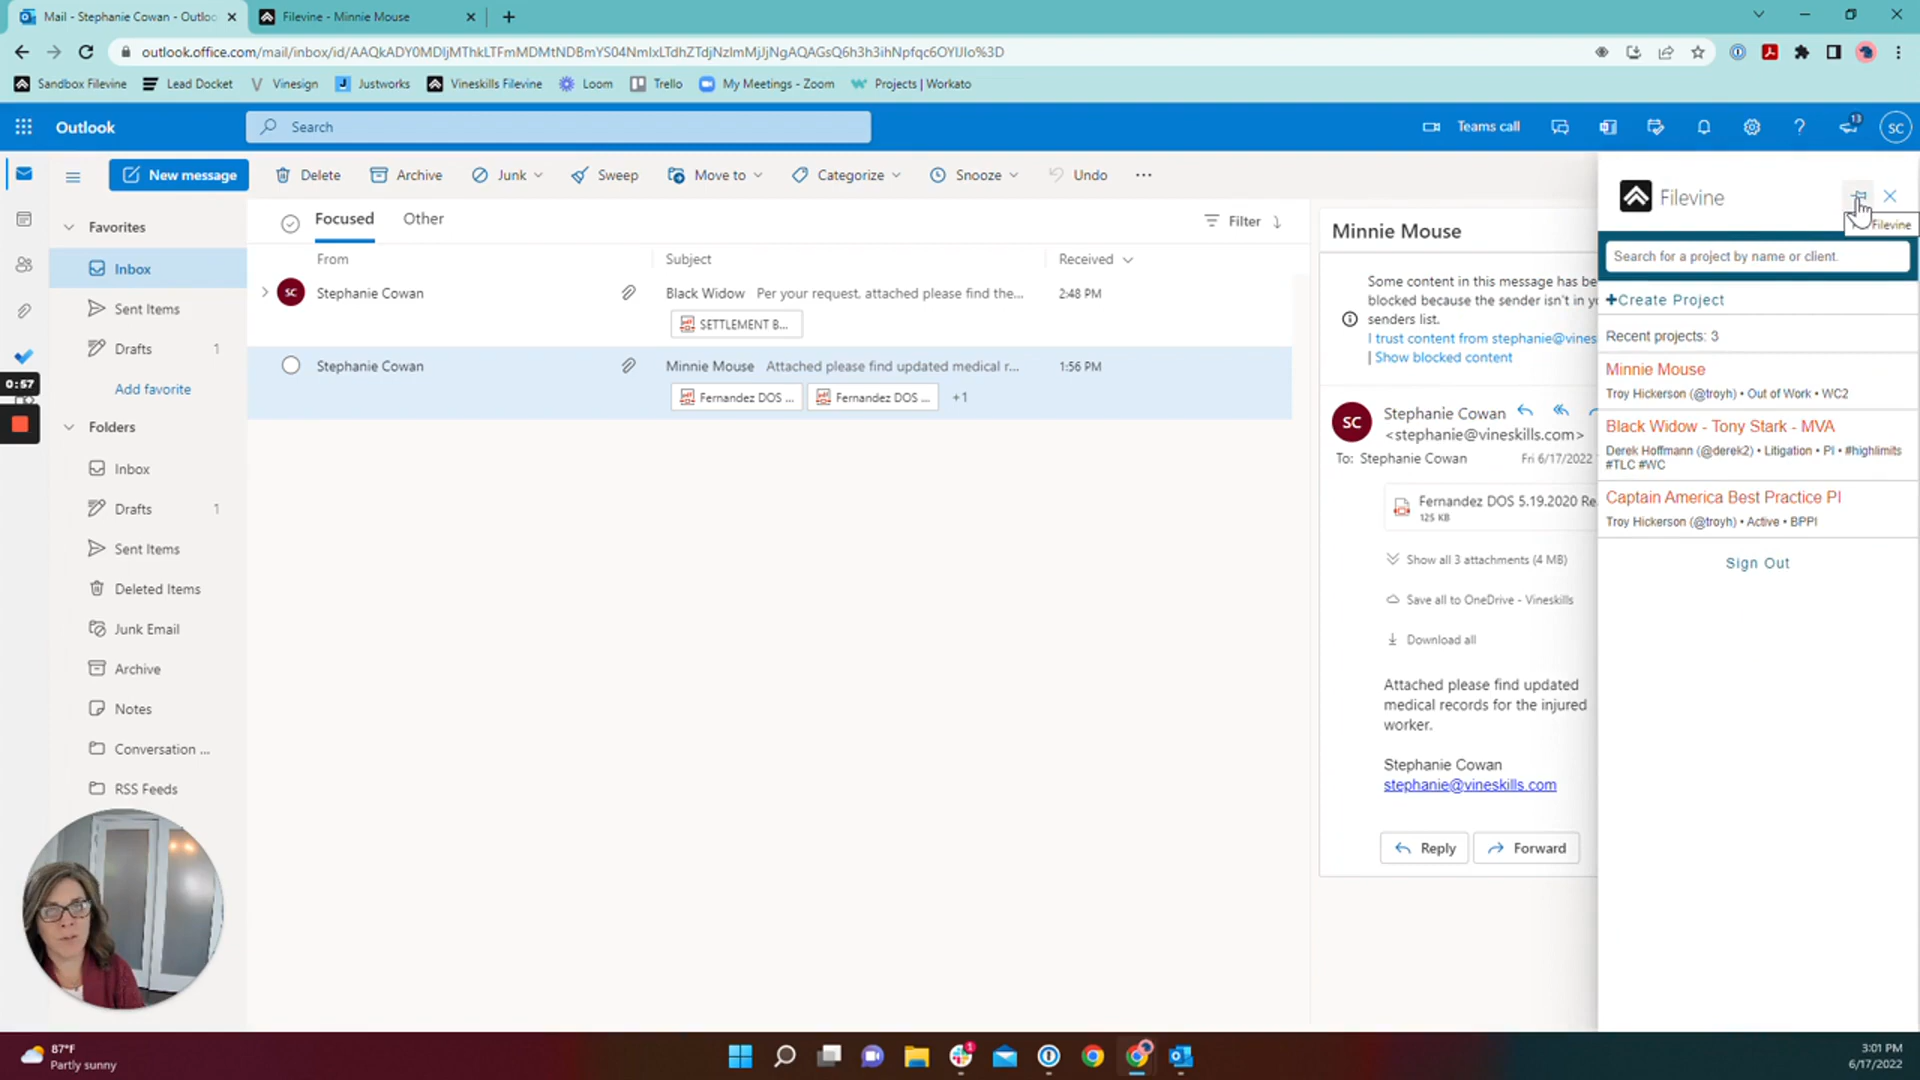 Mail - Stephanie Cowan - Outlo
Filevine - Minnie Mouse
outlook.office.com/mail/inbox/id/
Sandbox Filevine
Lead Docket
Vinesign
Justworks
Vineskills Filevine
Loom
Trello
My Meetings - Zoom
Projects | Workato
Outlook
Search
Teams call
13
SC
New message
Delete
Archive
Junk
Sweep
Move to
Categorize
Snooze
Undo
Favorites
Inbox
Sent Items
Drafts 1
Add favorite
Folders
Inbox
Drafts 1
Sent Items
Deleted Items
Junk Email
Archive
Notes
Conversation ...
RSS Feeds
0:57
Focused
Other
Filter
From
Subject
Received
SC
Stephanie Cowan
Black Widow Per your request, attached please find the...
2:48 PM
SETTLEMENT B...
Stephanie Cowan
Minnie Mouse Attached please find updated medical r...
1:56 PM
Fernandez DOS ...
Fernandez DOS ...
+1
Minnie Mouse
Some content in this message has be
blocked because the sender isn't in yo
senders list.
I trust content from stephanie@vines
| Show blocked content
SC
Stephanie Cowan
<stephanie@vineskills.com>
To: Stephanie Cowan
Fri 6/17/2022
Fernandez DOS 5.19.2020 Re
125 KB
Show all 3 attachments (4 MB)
Save all to OneDrive - Vineskills
Download all
Attached please find updated
medical records for the injured
worker.
Stephanie Cowan
stephanie@vineskills.com
Reply
Forward
Filevine
Filevine
Search for a project by name or client.
+Create Project
Recent projects: 3
Minnie Mouse
Troy Hickerson (@troyh) • Out of Work • WC2
Black Widow - Tony Stark - MVA
Derek Hoffmann (@derek2) • Litigation • PI • #highlimits
#TLC #WC
Captain America Best Practice PI
Troy Hickerson (@troyh) • Active • BPPI
Sign Out
87°F
Partly sunny
1
3:01 PM
6/17/2022